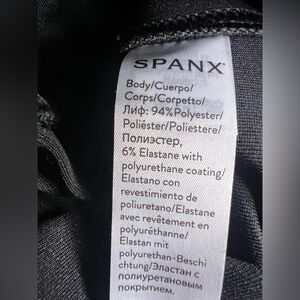 SPANX
Body/Cuerpo/
Corps/Corpetto/
Лиф: 94%Polyester/
Poliéster/Poliestere/
Полиэстер,
6% Elastane with
polyurethane coating/
Elastano con
revestimiento de
poliuretano/Elastane
avec revêtement en
polyuréthanne/
Elastan mit
polyurethan-Beschi
chtung/Эластан с
полиуретановым
покрытием.